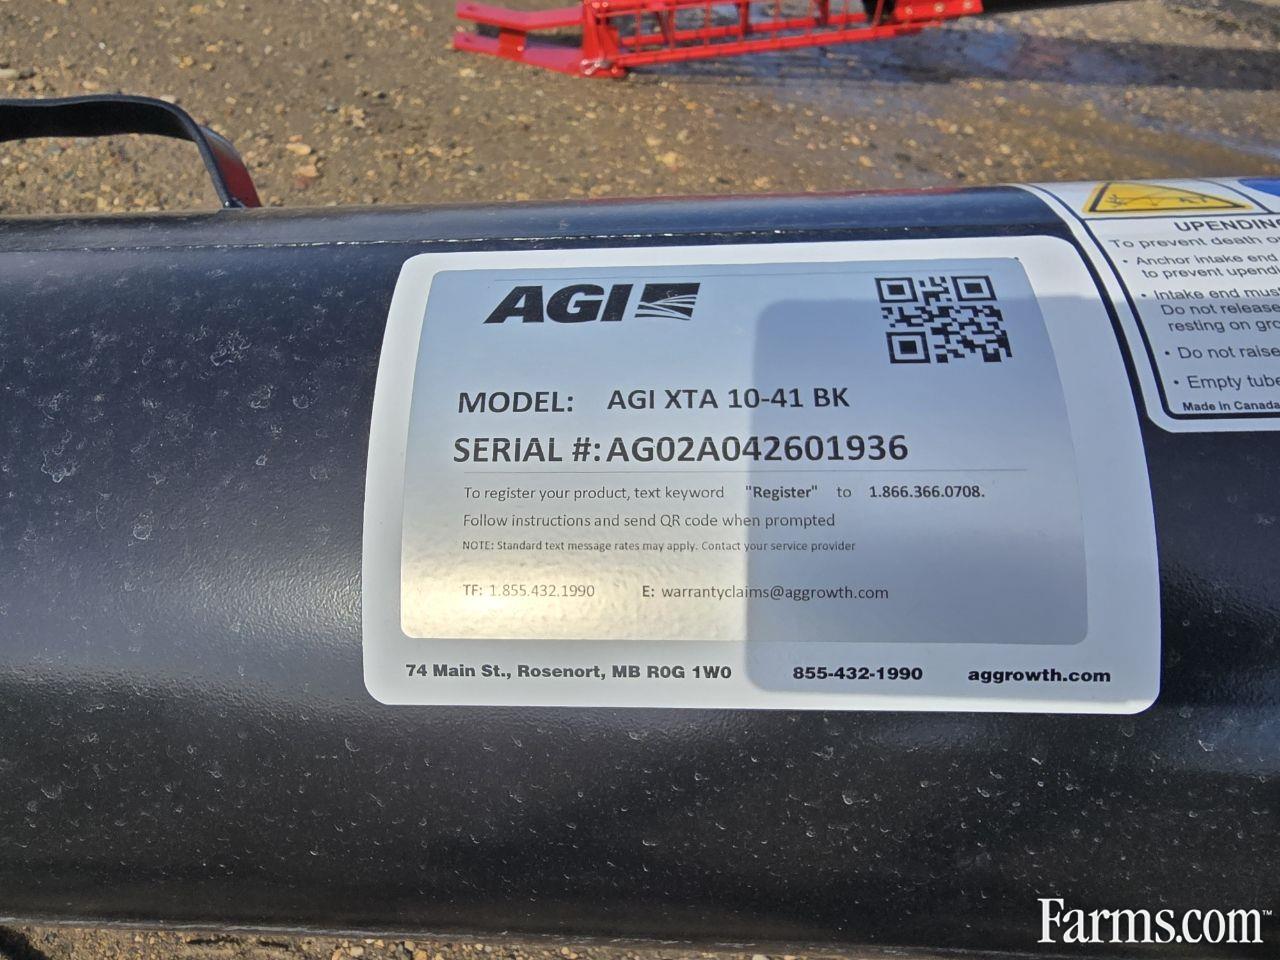 AGI
MODEL: AGI XTA 10-41 BK
SERIAL #: AG02A042601936
To register your product, text keyword "Register" to 1.866.366.0708.
Follow instructions and send QR code when prompted
NOTE: Standard text message rates may apply. Contact your service provider
TF: 1.855.432.1990 E: warrantyclaims@aggrowth.com
74 Main St., Rosenort, MB R0G 1W0 855-432-1990 aggrowth.com
UPENDIN
To prevent death o
• Anchor intake end
to prevent upend
• Intake end mus
Do not release
resting on gro
• Do not raise
• Empty tube
Made In Canada
Farms.com™